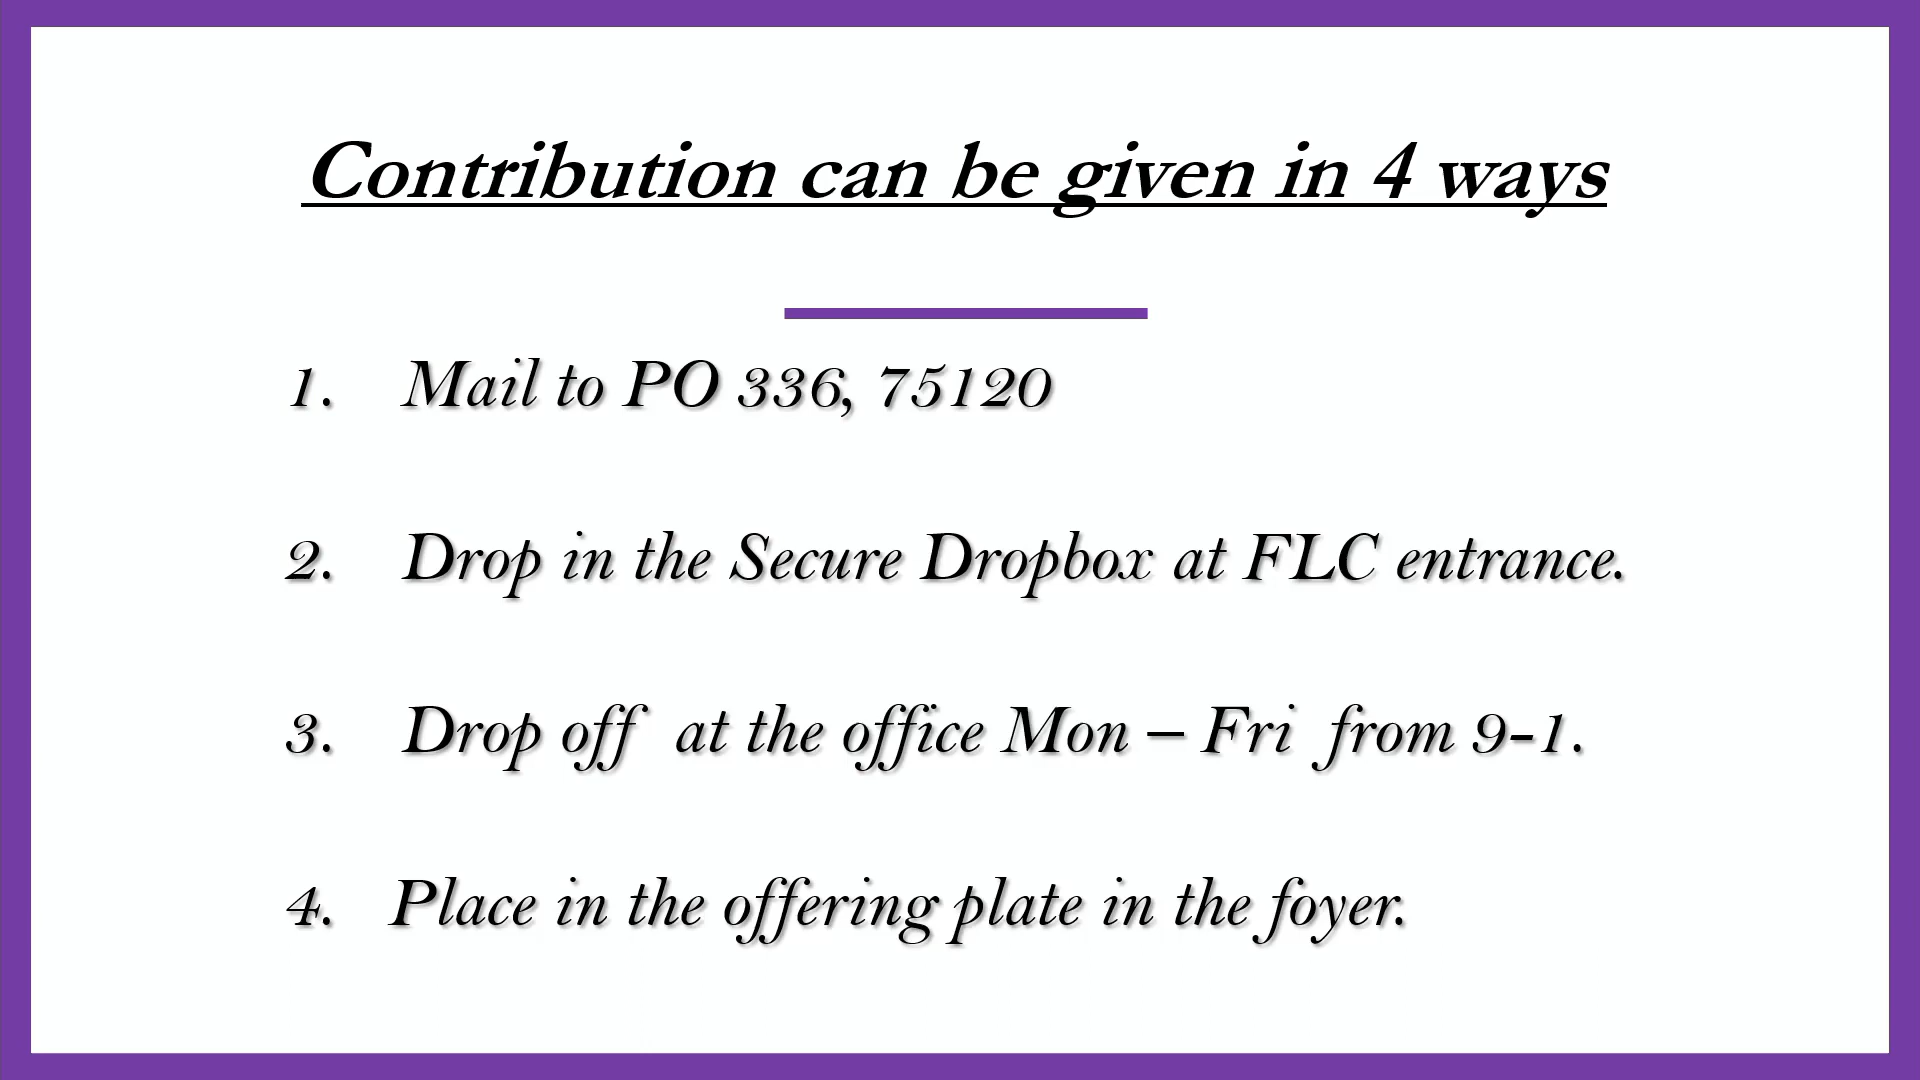 Contribution can be given in 4 ways
1. Mail to PO 336, 75120
2. Drop in the Secure Dropbox at FLC entrance.
3. Drop off at the office Mon – Fri from 9-1.
4. Place in the offering plate in the foyer.